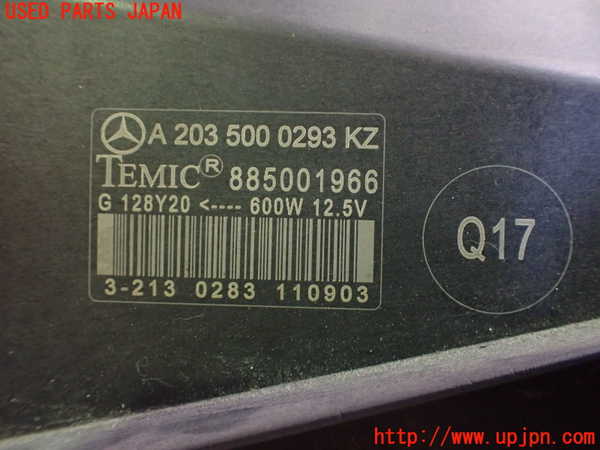 USED PARTS JAPAN
A 203 500 0293 KZ
TEMIC® 885001966
G 128Y20 <---- 600W 12.5V
3-213 0283 110903
Q17
http://www.upjpn.com/